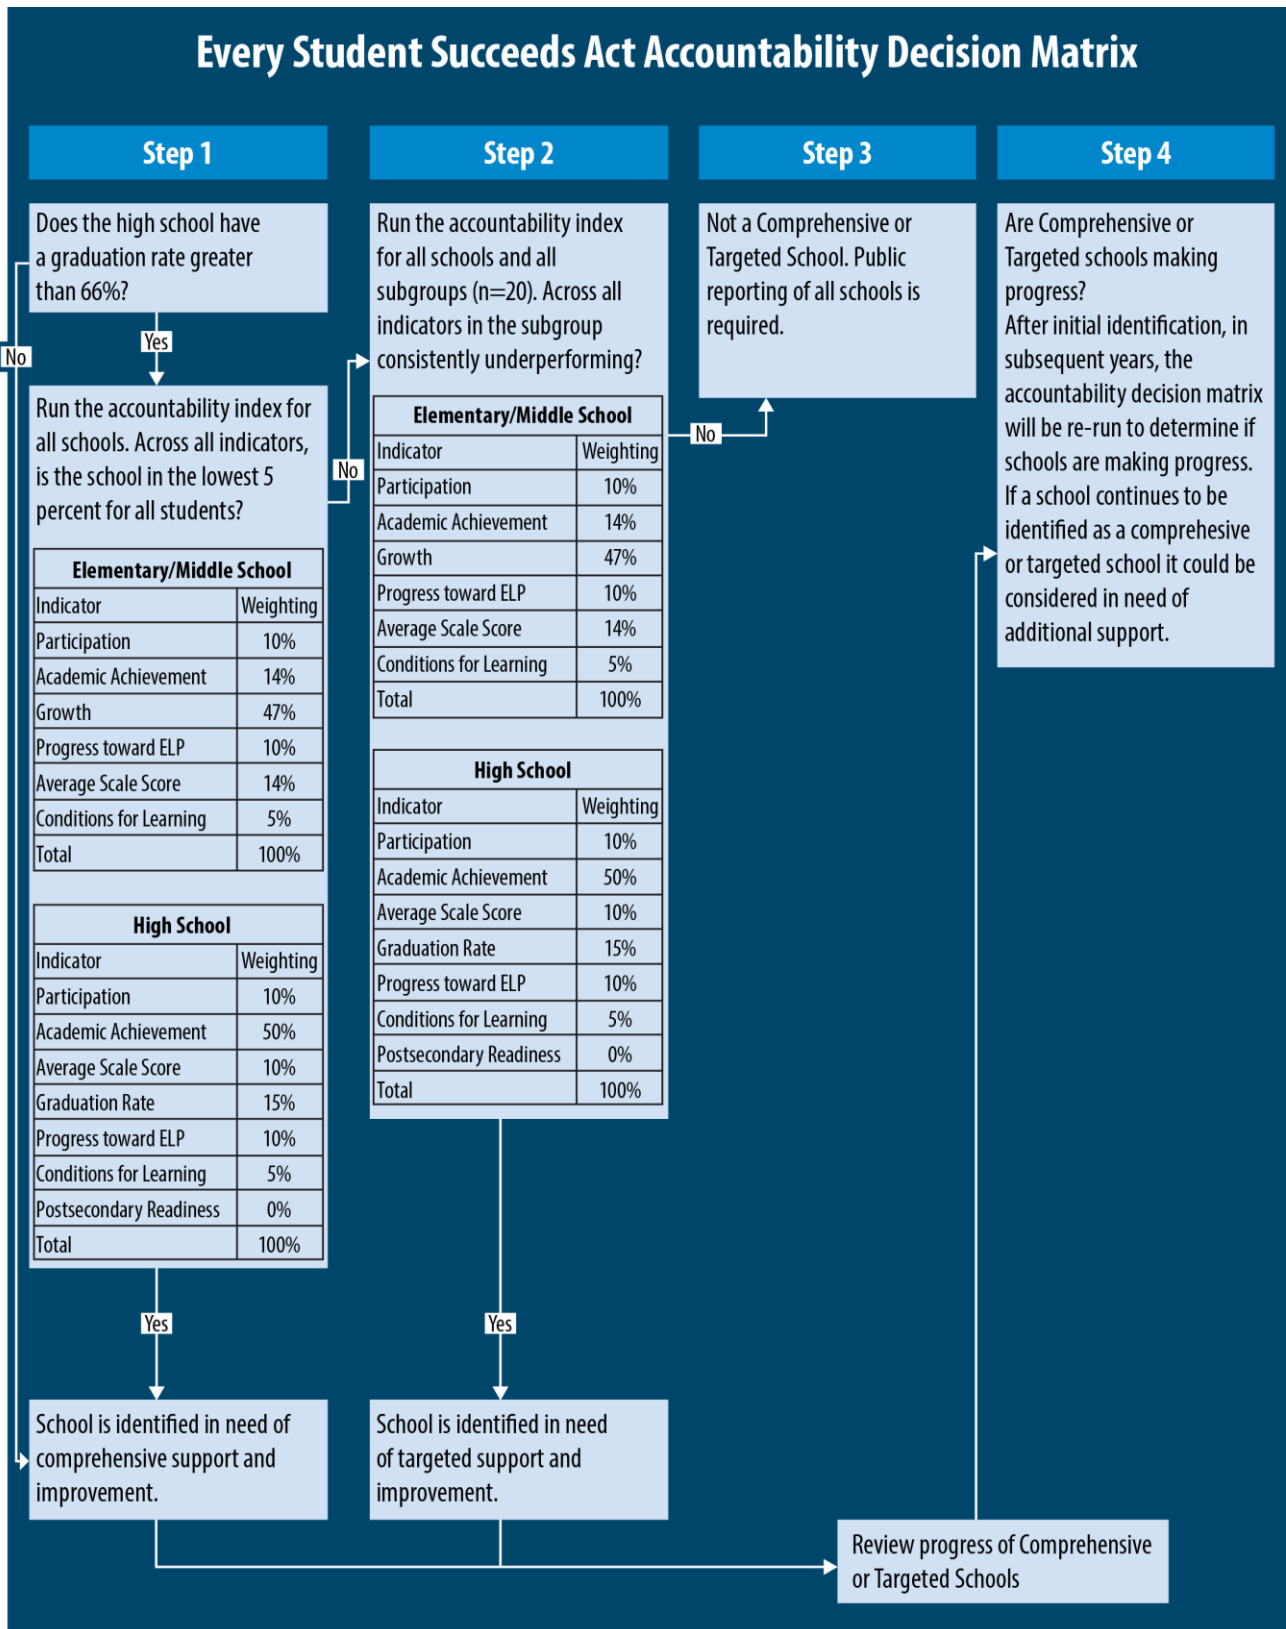 Every Student Succeeds Act Accountability Decision Matrix
Step 1
Does the high school have
a graduation rate greater
than 66%?
No
Yes
Run the accountability index for
all schools. Across all indicators,
is the school in the lowest 5
percent for all students?
No
Elementary/Middle School
Indicator Weighting
Participation 10%
Academic Achievement 14%
Growth 47%
Progress toward ELP 10%
Average Scale Score 14%
Conditions for Learning 5%
Total 100%
High School
Indicator Weighting
Participation 10%
Academic Achievement 50%
Average Scale Score 10%
Graduation Rate 15%
Progress toward ELP 10%
Conditions for Learning 5%
Postsecondary Readiness 0%
Total 100%
Yes
School is identified in need of
comprehensive support and
improvement.
Step 2
Run the accountability index
for all schools and all
subgroups (n=20). Across all
indicators in the subgroup
consistently underperforming?
Elementary/Middle School
Indicator Weighting
Participation 10%
Academic Achievement 14%
Growth 47%
Progress toward ELP 10%
Average Scale Score 14%
Conditions for Learning 5%
Total 100%
No
High School
Indicator Weighting
Participation 10%
Academic Achievement 50%
Average Scale Score 10%
Graduation Rate 15%
Progress toward ELP 10%
Conditions for Learning 5%
Postsecondary Readiness 0%
Total 100%
Yes
School is identified in need
of targeted support and
improvement.
Step 3
Not a Comprehensive or
Targeted School. Public
reporting of all schools is
required.
Step 4
Are Comprehensive or
Targeted schools making
progress?
After initial identification, in
subsequent years, the
accountability decision matrix
will be re-run to determine if
schools are making progress.
If a school continues to be
identified as a comprehesive
or targeted school it could be
considered in need of
additional support.
Review progress of Comprehensive
or Targeted Schools